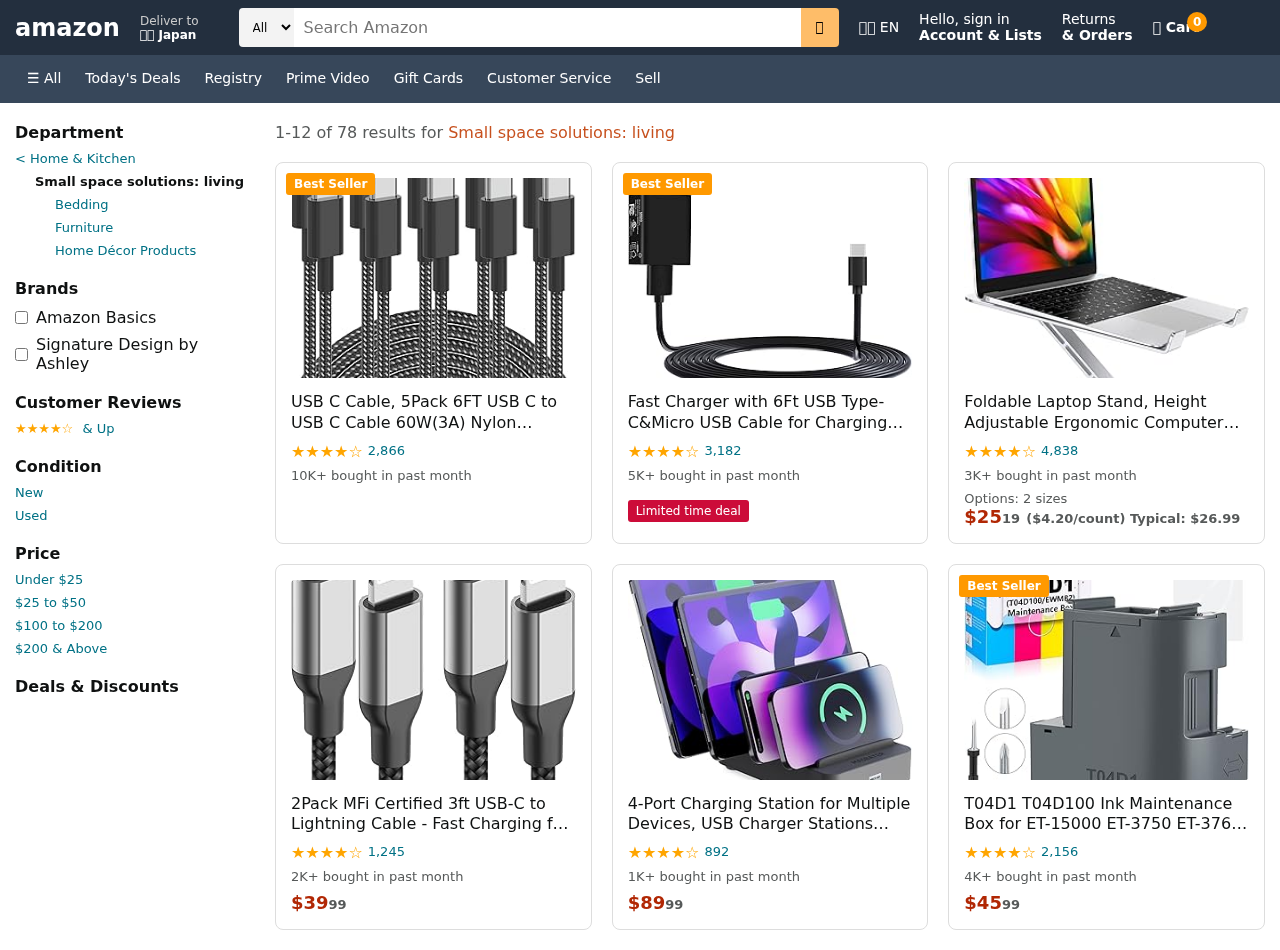 amazon
Deliver to
Japan
All
Search Amazon
EN
Hello, sign in
Account & Lists
Returns
& Orders
0
☰ All
Today's Deals
Registry
Prime Video
Gift Cards
Customer Service
Sell
Department
< Home & Kitchen
Small space solutions: living
Bedding
Furniture
Home Décor Products
Brands
Amazon Basics
Signature Design by
Ashley
Customer Reviews
★★★★☆ & Up
Condition
New
Used
Price
Under $25
$25 to $50
$100 to $200
$200 & Above
Deals & Discounts
1-12 of 78 results for Small space solutions: living
Best Seller
USB C Cable, 5Pack 6FT USB C to
USB C Cable 60W(3A) Nylon…
★★★★☆ 2,866
10K+ bought in past month
Best Seller
Fast Charger with 6Ft USB Type-
C&Micro USB Cable for Charging…
★★★★☆ 3,182
5K+ bought in past month
Limited time deal
Foldable Laptop Stand, Height
Adjustable Ergonomic Computer…
★★★★☆ 4,838
3K+ bought in past month
Options: 2 sizes
$2519 ($4.20/count) Typical: $26.99
2Pack MFi Certified 3ft USB-C to
Lightning Cable - Fast Charging f…
★★★★☆ 1,245
2K+ bought in past month
$3999
4-Port Charging Station for Multiple
Devices, USB Charger Stations…
★★★★☆ 892
1K+ bought in past month
$8999
Best Seller
(T04D100/EWMB2)
Maintenance Box
T04D1
T04D1 T04D100 Ink Maintenance
Box for ET-15000 ET-3750 ET-376…
★★★★☆ 2,156
4K+ bought in past month
$4599